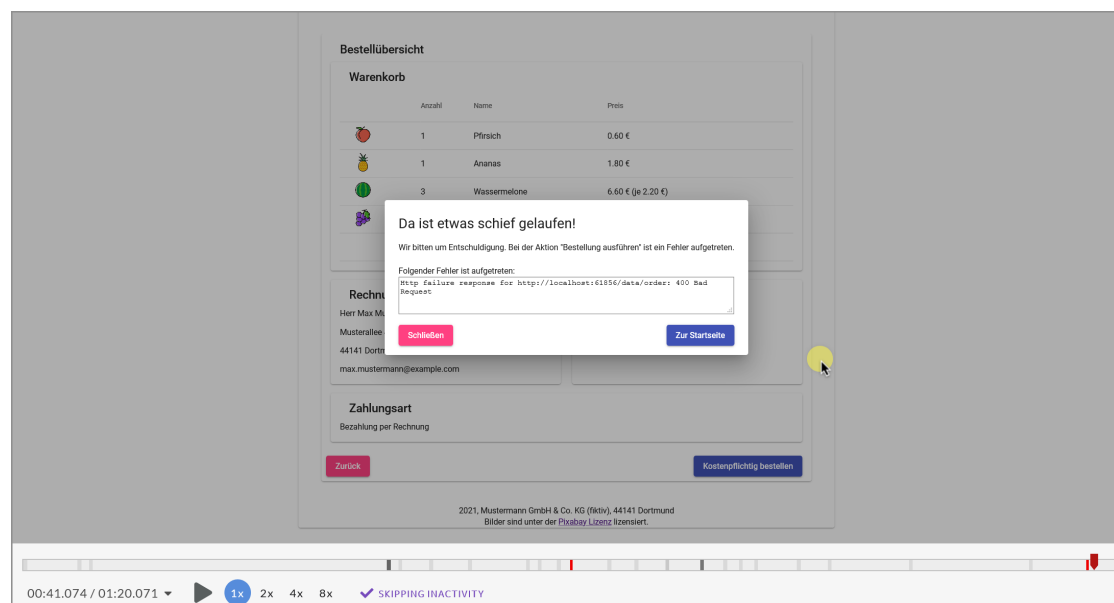 Bestellübersicht
Warenkorb
Anzahl Name Preis
1 Pfirsich 0.60 €
1 Ananas 1.80 €
3 Wassermelone 6.60 € (je 2.20 €)
Da ist etwas schief gelaufen!
Wir bitten um Entschuldigung. Bei der Aktion "Bestellung ausführen" ist ein Fehler aufgetreten.
Folgender Fehler ist aufgetreten:
Http failure response for http://localhost:61856/data/order: 400 Bad
Request
Schließen Zur Startseite
Herr Max
Musterallee
44141
max.mustermann@example.com
Zahlungsart
Bezahlung per Rechnung
Zurück Kostenpflichtig bestellen
2021, Mustermann GmbH & Co. KG (fiktiv), 44141 Dortmund
Bilder sind unter der Pixabay Lizenz lizensiert.
00:41.074 / 01:20.071 1x 2x 4x 8x SKIPPING INACTIVITY